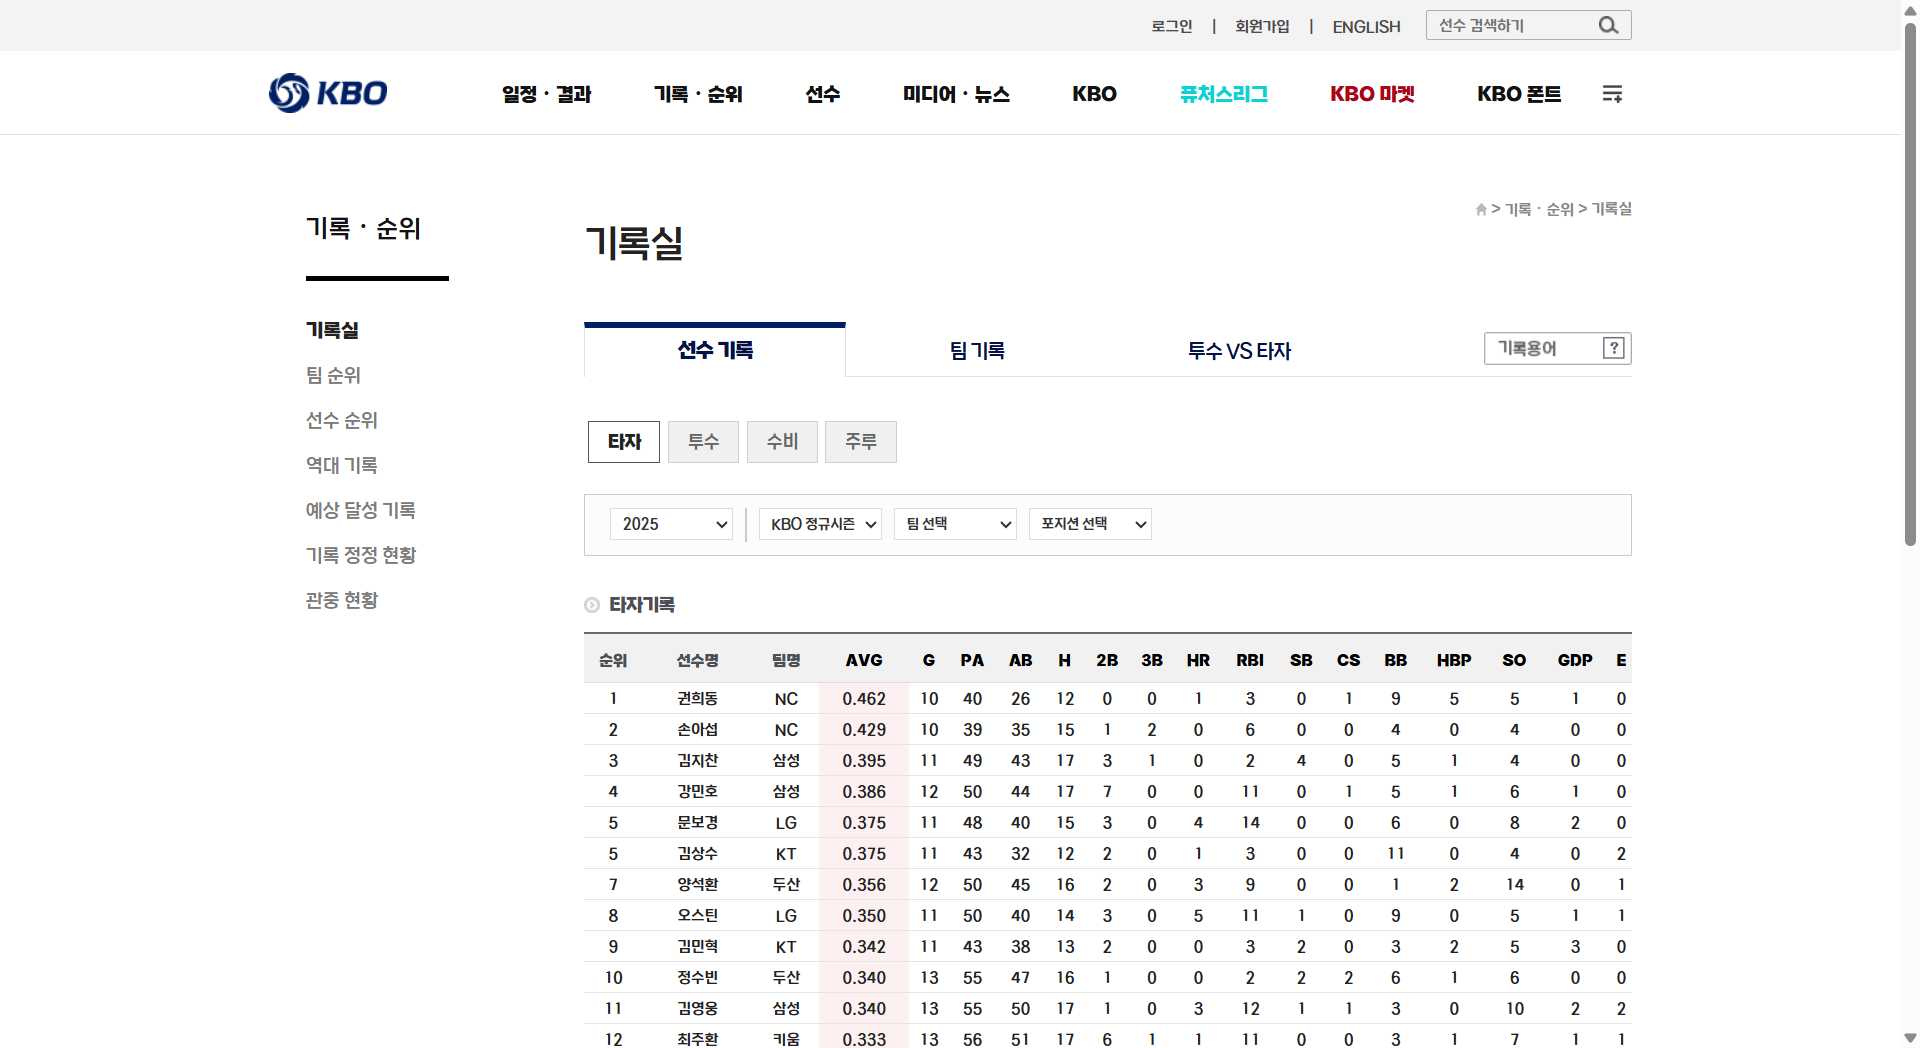 로그인 | 회원가입 | ENGLISH 선수 검색하기
KBO 일정 · 결과 기록 · 순위 선수 미디어 · 뉴스 KBO 퓨처스리그 KBO 마켓 KBO 폰트
> 기록 · 순위 > 기록실
기록 · 순위
기록실
팀 순위
선수 순위
역대 기록
예상 달성 기록
기록 정정 현황
관중 현황
기록실
선수 기록 팀 기록 투수 VS 타자 기록용어 ?
타자 투수 수비 주루
2025 KBO 정규시즌 팀 선택 포지션 선택
타자기록
순위 선수명 팀명 AVG G PA AB H 2B 3B HR RBI SB CS BB HBP SO GDP E
1 권희동 NC 0.462 10 40 26 12 0 0 1 3 0 1 9 5 5 1 0
2 손아섭 NC 0.429 10 39 35 15 1 2 0 6 0 0 4 0 4 0 0
3 김지찬 삼성 0.395 11 49 43 17 3 1 0 2 4 0 5 1 4 0 0
4 강민호 삼성 0.386 12 50 44 17 7 0 0 11 0 1 5 1 6 1 0
5 문보경 LG 0.375 11 48 40 15 3 0 4 14 0 0 6 0 8 2 0
5 김상수 KT 0.375 11 43 32 12 2 0 1 3 0 0 11 0 4 0 2
7 양석환 두산 0.356 12 50 45 16 2 0 3 9 0 0 1 2 14 0 1
8 오스틴 LG 0.350 11 50 40 14 3 0 5 11 1 0 9 0 5 1 1
9 김민혁 KT 0.342 11 43 38 13 2 0 0 3 2 0 3 2 5 3 0
10 정수빈 두산 0.340 13 55 47 16 1 0 0 2 2 2 6 1 6 0 0
11 김영웅 삼성 0.340 13 55 50 17 1 0 3 12 1 1 3 0 10 2 2
12 최주환 키움 0.333 13 56 51 17 6 1 1 11 0 0 3 1 7 1 1